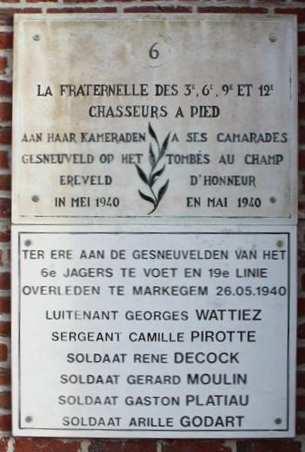 6
LA FRATERNELLE DES 3ᵉ, 6ᵉ, 9ᵉ ET 12ᵉ
CHASSEURS A PIED
AAN HAAR KAMERADEN
GESNEUVELD OP HET
EREVELD
IN MEI 1940
A SES CAMARADES
TOMBÉS AU CHAMP
D'HONNEUR
EN MAI 1940
TER ERE AAN DE GESNEUVELDEN VAN HET
6e JAGERS TE VOET EN 19e LINIE
OVERLEDEN TE MARKEGEM 26.05.1940
LUITENANT GEORGES WATTIEZ
SERGEANT CAMILLE PIROTTE
SOLDAAT RENE DECOCK
SOLDAAT GERARD MOULIN
SOLDAAT GASTON PLATIAU
SOLDAAT ARILLE GODART